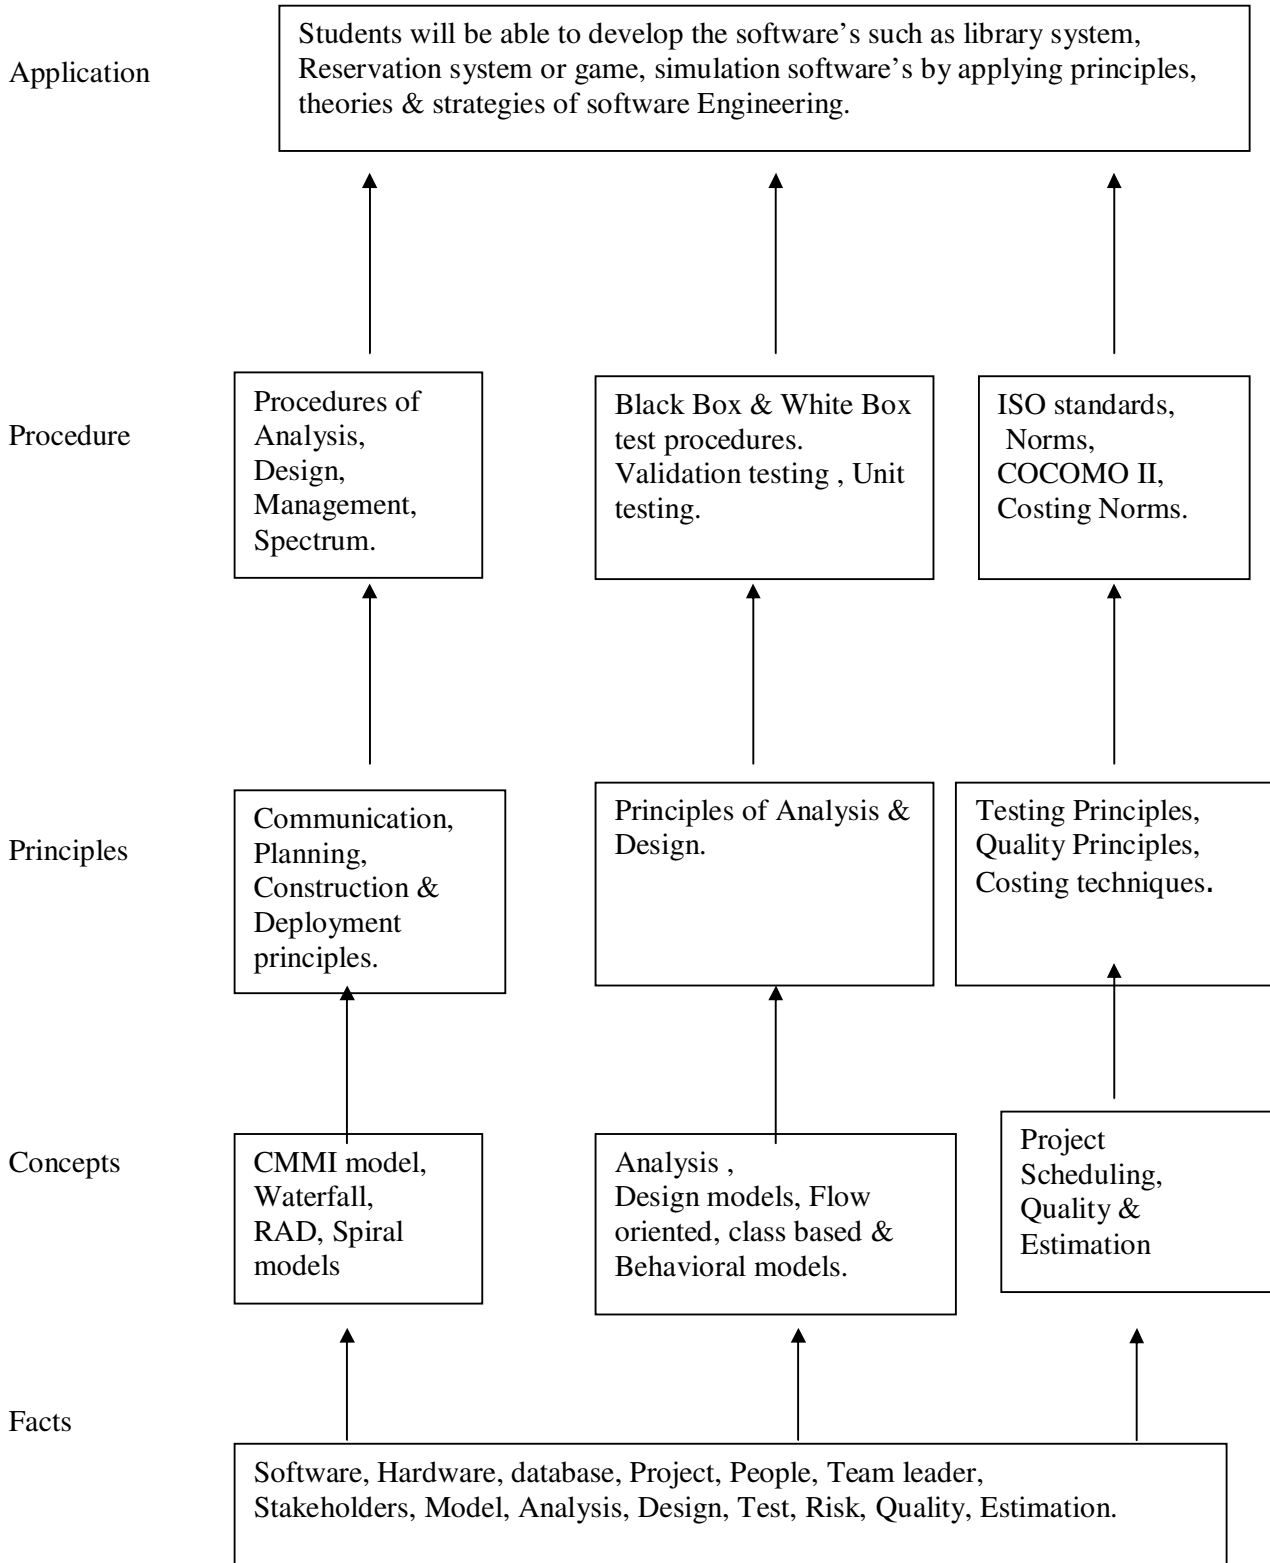 Application
Students will be able to develop the software’s such as library system,
Reservation system or game, simulation software’s by applying principles,
theories & strategies of software Engineering.
Procedure
Procedures of
Analysis,
Design,
Management,
Spectrum.
Black Box & White Box
test procedures.
Validation testing , Unit
testing.
ISO standards,
Norms,
COCOMO II,
Costing Norms.
Principles
Communication,
Planning,
Construction &
Deployment
principles.
Principles of Analysis &
Design.
Testing Principles,
Quality Principles,
Costing techniques.
Concepts
CMMI model,
Waterfall,
RAD, Spiral
models
Analysis ,
Design models, Flow
oriented, class based &
Behavioral models.
Project
Scheduling,
Quality &
Estimation
Facts
Software, Hardware, database, Project, People, Team leader,
Stakeholders, Model, Analysis, Design, Test, Risk, Quality, Estimation.